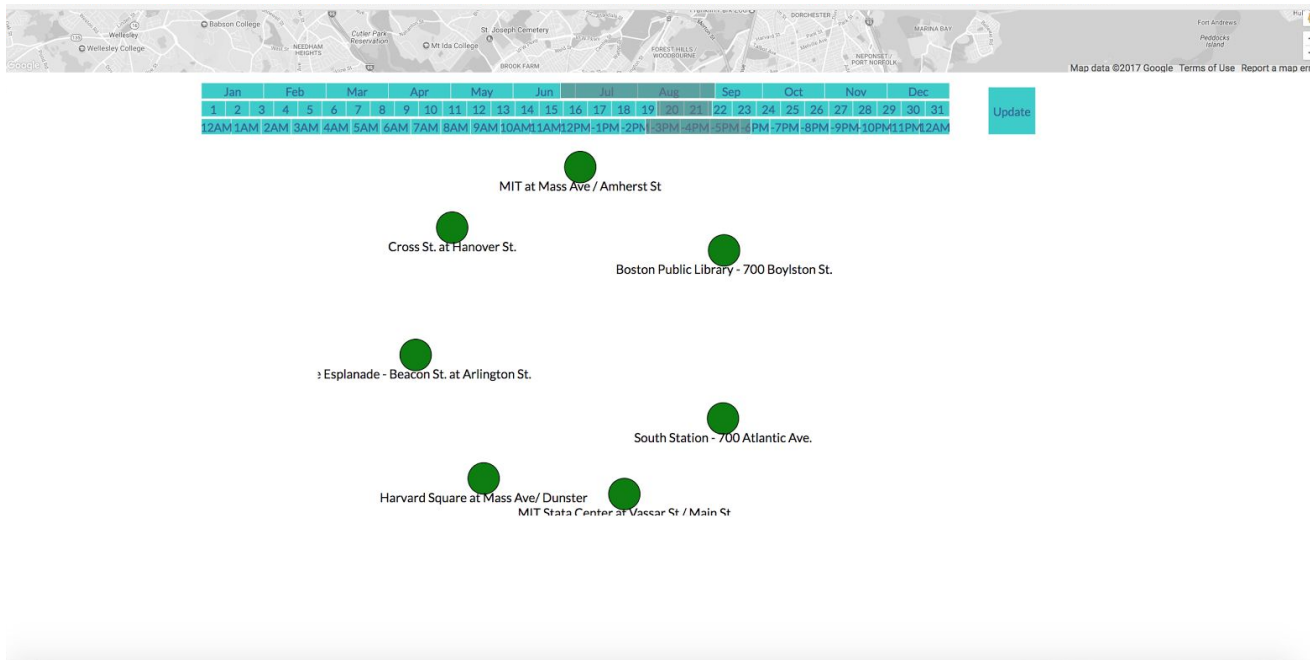 Babson College
Wellesley
Wellesley College
NEEDHAM
HEIGHTS
Cutler Park
Reservation
Mt Ida College
St. Joseph Cemetery
BROOK FARM
FOREST HILLS /
WOODBOURNE
DORCHESTER
NEPONSET /
PORT NORFOLK
MARINA BAY
Fort Andrews
Peddocks
Island
Google
Map data ©2017 Google Terms of Use Report a map err
Jan Feb Mar Apr May Jun Jul Aug Sep Oct Nov Dec
1 2 3 4 5 6 7 8 9 10 11 12 13 14 15 16 17 18 19 20 21 22 23 24 25 26 27 28 29 30 31
12AM 1AM 2AM 3AM 4AM 5AM 6AM 7AM 8AM 9AM 10AM 11AM 12PM -1PM -2PM -3PM -4PM -5PM -6PM -7PM -8PM -9PM -10PM 11PM 12AM
Update
MIT at Mass Ave / Amherst St
Cross St. at Hanover St.
Boston Public Library - 700 Boylston St.
Esplanade - Beacon St. at Arlington St.
South Station - 700 Atlantic Ave.
Harvard Square at Mass Ave/ Dunster
MIT Stata Center at Vassar St / Main St